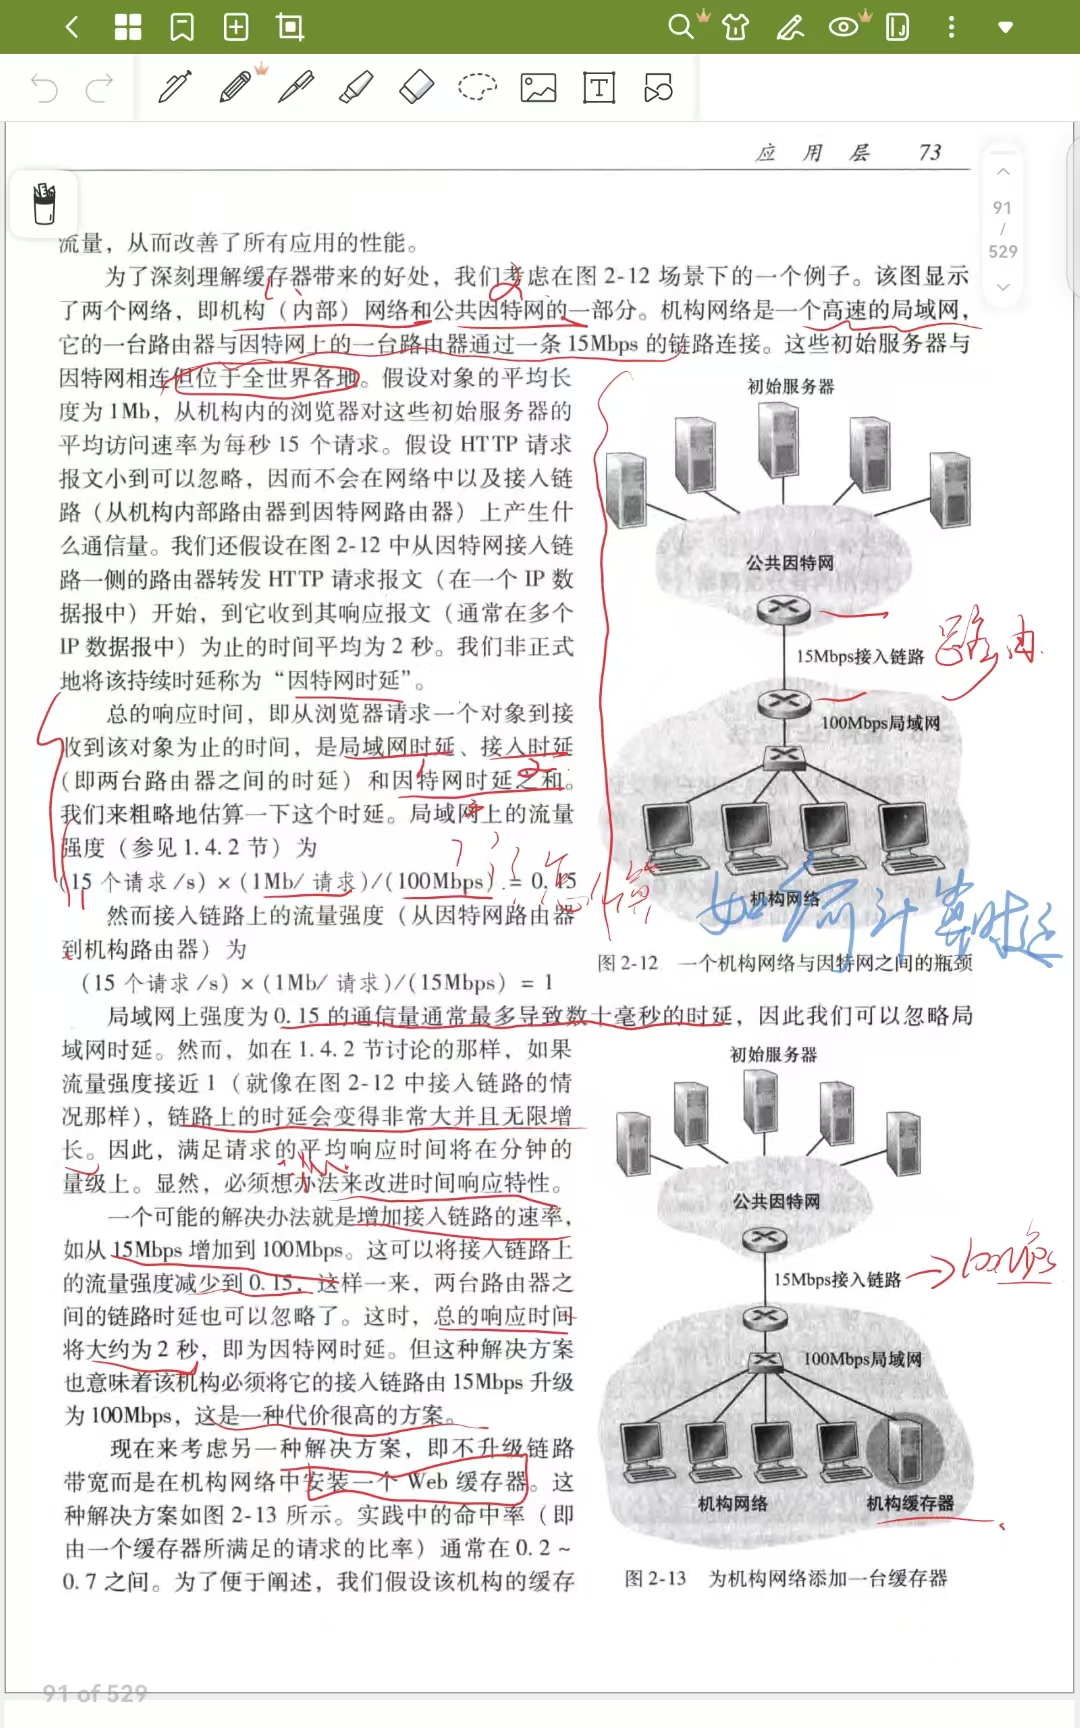 应 用 层 73
91
/
529
流量，从而改善了所有应用的性能。
为了深刻理解缓存器带来的好处，我们考虑在图 2-12 场景下的一个例子。该图显示
了两个网络，即机构（内部）网络和公共因特网的一部分。机构网络是一个高速的局域网，
它的一台路由器与因特网上的一台路由器通过一条 15Mbps 的链路连接。这些初始服务器与
因特网相连但位于全世界各地。假设对象的平均长
度为 1Mb，从机构内的浏览器对这些初始服务器的
平均访问速率为每秒 15 个请求。假设 HTTP 请求
报文小到可以忽略，因而不会在网络中以及接入链
路（从机构内部路由器到因特网路由器）上产生什
么通信量。我们还假设在图 2-12 中从因特网接入链
路一侧的路由器转发 HTTP 请求报文（在一个 IP 数
据报中）开始，到它收到其响应报文（通常在多个
IP 数据报中）为止的时间平均为 2 秒。我们非正式
地将该持续时延称为“因特网时延”。
总的响应时间，即从浏览器请求一个对象到接
收到该对象为止的时间，是局域网时延、接入时延
（即两台路由器之间的时延）和因特网时延之和。
我们来粗略地估算一下这个时延。局域网上的流量
强度（参见 1.4.2 节）为
(15 个请求/s) × (1Mb/ 请求)/(100Mbps) = 0.15
然而接入链路上的流量强度（从因特网路由器
到机构路由器）为
(15 个请求/s) × (1Mb/ 请求)/(15Mbps) = 1
初始服务器
公共因特网
15Mbps接入链路
路由
100Mbps局域网
怎么算
机构网络
如何计算时延
图 2-12 一个机构网络与因特网之间的瓶颈
局域网上强度为 0.15 的通信量通常最多导致数十毫秒的时延，因此我们可以忽略局
域网时延。然而，如在 1.4.2 节讨论的那样，如果
流量强度接近 1（就像在图 2-12 中接入链路的情
况那样），链路上的时延会变得非常大并且无限增
长。因此，满足请求的平均响应时间将在分钟的
量级上。显然，必须想办法来改进时间响应特性。
一个可能的解决办法就是增加接入链路的速率，
如从 15Mbps 增加到 100Mbps。这可以将接入链路上
的流量强度减少到 0.15，这样一来，两台路由器之
间的链路时延也可以忽略了。这时，总的响应时间
将大约为 2 秒，即为因特网时延。但这种解决方案
也意味着该机构必须将它的接入链路由 15Mbps 升级
为 100Mbps，这是一种代价很高的方案。
现在来考虑另一种解决方案，即不升级链路
带宽而是在机构网络中安装一个 Web 缓存器。这
种解决方案如图 2-13 所示。实践中的命中率（即
由一个缓存器所满足的请求的比率）通常在 0.2 ~
0.7 之间。为了便于阐述，我们假设该机构的缓存
初始服务器
公共因特网
15Mbps接入链路
100Mbps局域网
机构网络 机构缓存器
图 2-13 为机构网络添加一台缓存器
91 of 529